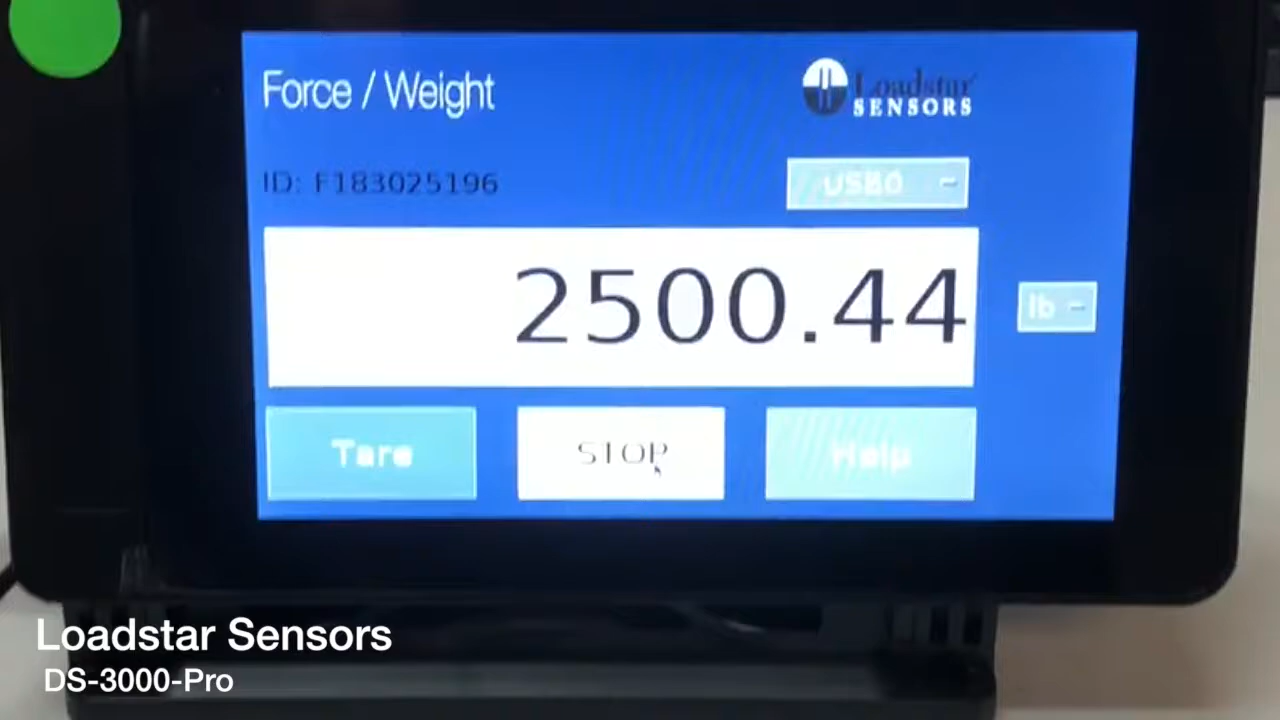 Force / Weight
Loadstar
SENSORS
ID: F183025196
USB0
2500.44
lb
Tare
STOP
Help
Loadstar Sensors
DS-3000-Pro